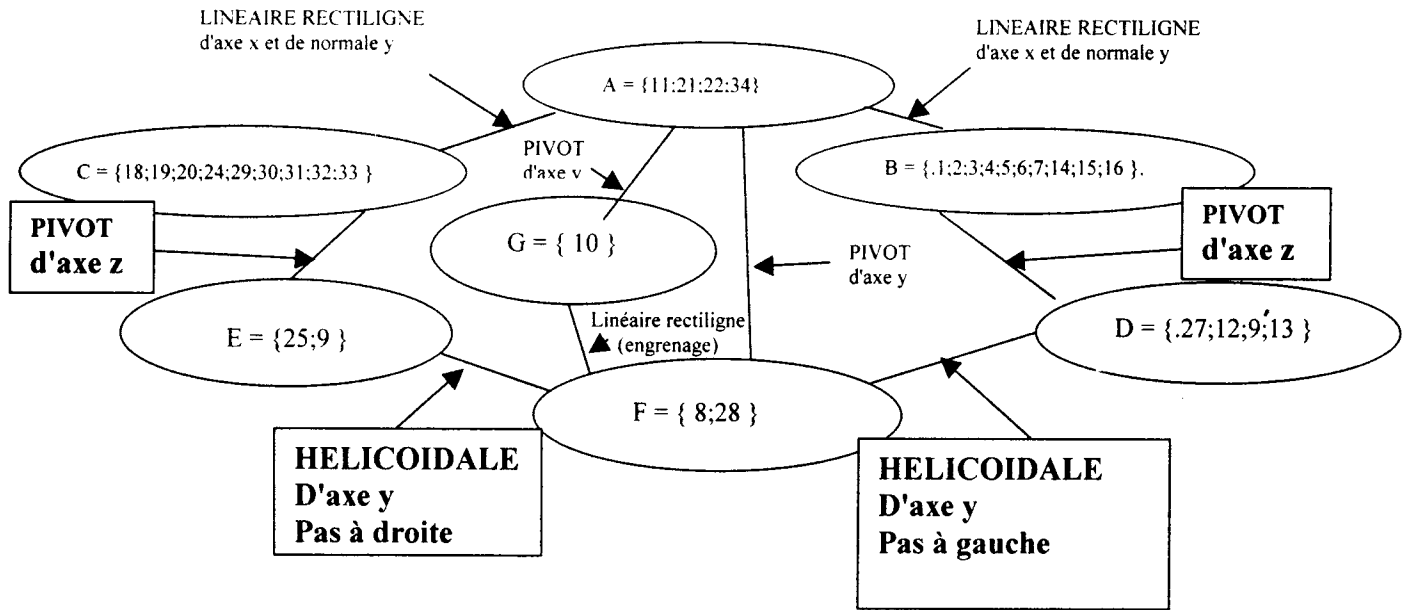 LINEAIRE RECTILIGNE
d'axe x et de normale y
LINEAIRE RECTILIGNE
d'axe x et de normale y
A = {11;21;22;34}
PIVOT
d'axe y
C = {18;19;20;24;29;30;31;32;33 }
B = {.1;2;3;4;5;6;7;14;15;16 }.
PIVOT
d'axe z
G = { 10 }
PIVOT
d'axe y
PIVOT
d'axe z
E = {25;9 }
Linéaire rectiligne
(engrenage)
D = {.27;12;9;'13 }
F = { 8;28 }
HELICOIDALE
D'axe y
Pas à droite
HELICOIDALE
D'axe y
Pas à gauche